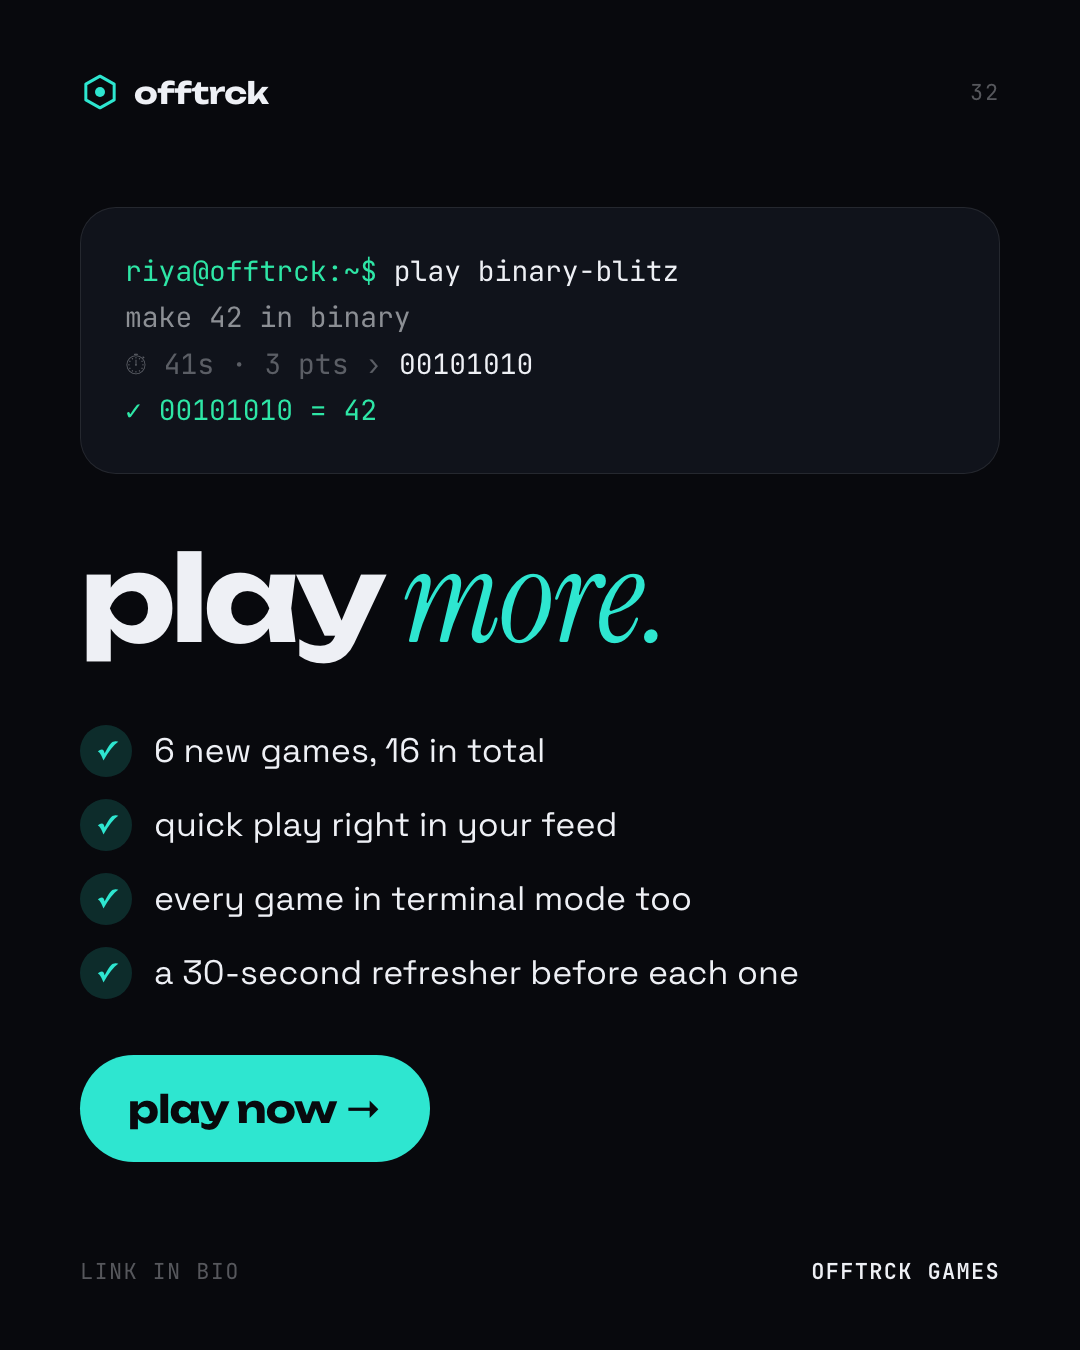 offtrck
32
riya@offtrck:~$ play binary-blitz
make 42 in binary
⏱ 41s · 3 pts › 00101010
✓ 00101010 = 42
play more.
✓ 6 new games, 16 in total
✓ quick play right in your feed
✓ every game in terminal mode too
✓ a 30-second refresher before each one
play now →
LINK IN BIO
OFFTRCK GAMES